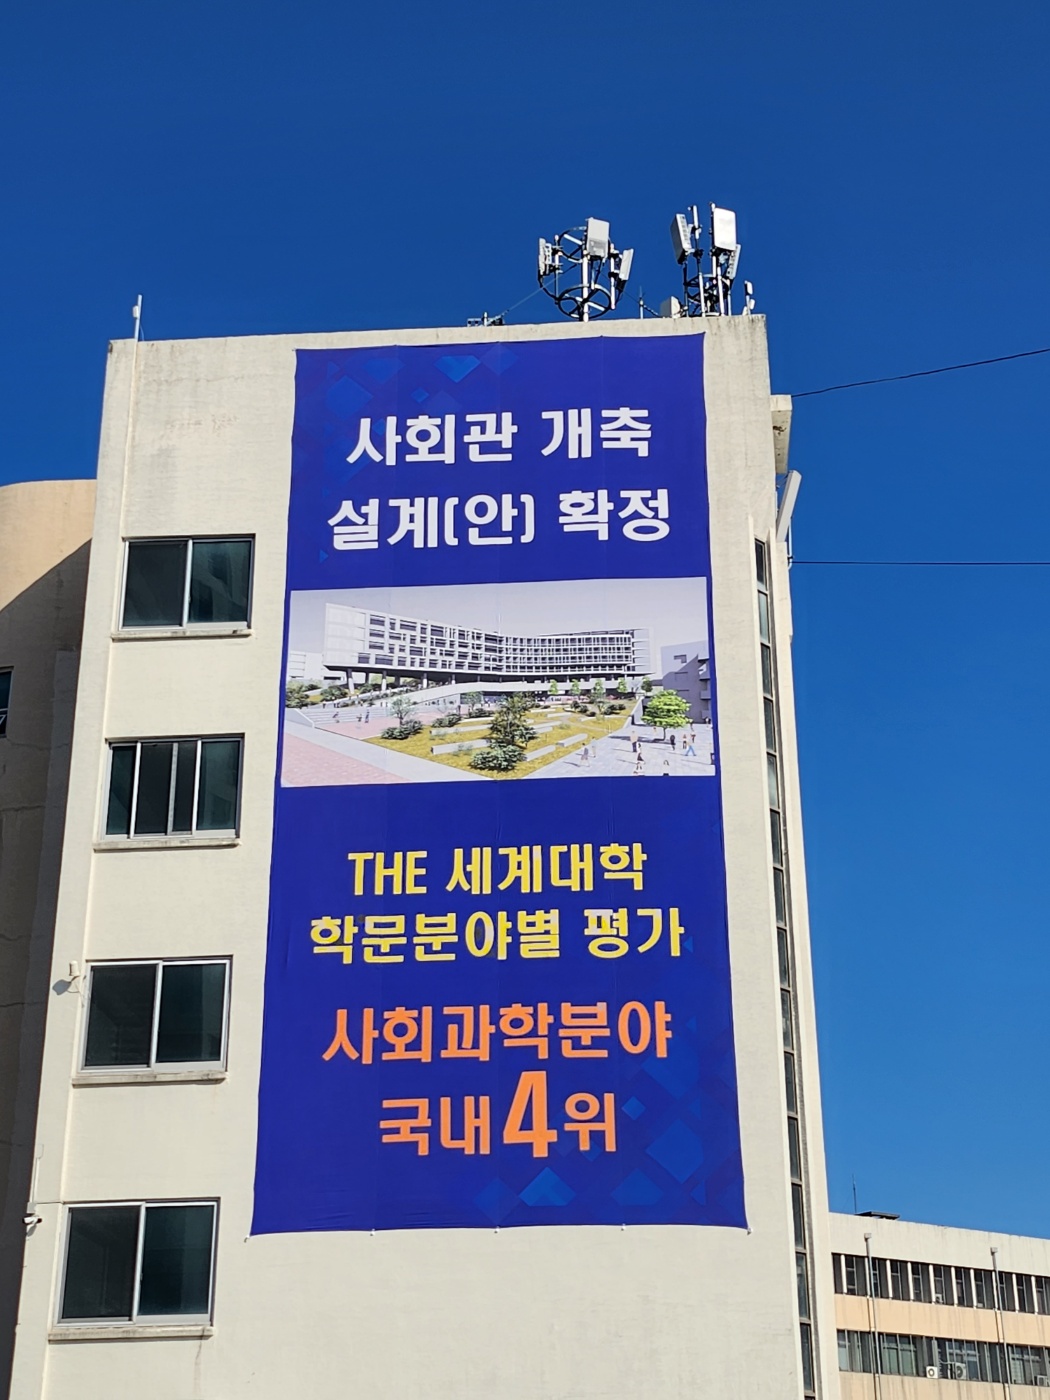 사회관 개축
설계(안) 확정
THE 세계대학
학문분야별 평가
사회과학분야
국내4위